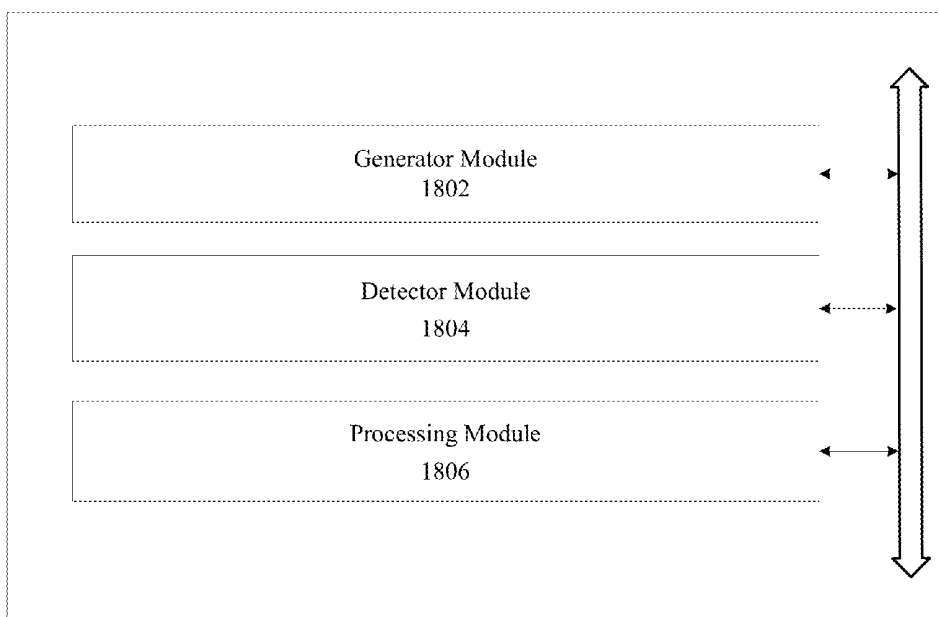 Generator Module
1802
Detector Module
1804
Processing Module
1806